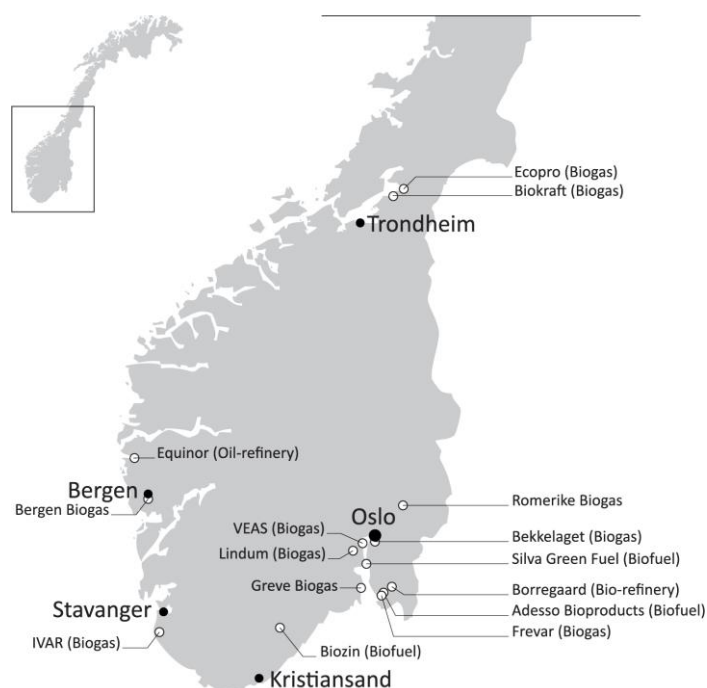 Ecopro (Biogas)
Biokraft (Biogas)
Trondheim
Equinor (Oil-refinery)
Bergen
Bergen Biogas
Romerike Biogas
Oslo
VEAS (Biogas)
Bekkelaget (Biogas)
Lindum (Biogas)
Silva Green Fuel (Biofuel)
Greve Biogas
Borregaard (Bio-refinery)
Adesso Bioproducts (Biofuel)
Stavanger
Frevar (Biogas)
IVAR (Biogas)
Biozin (Biofuel)
Kristiansand